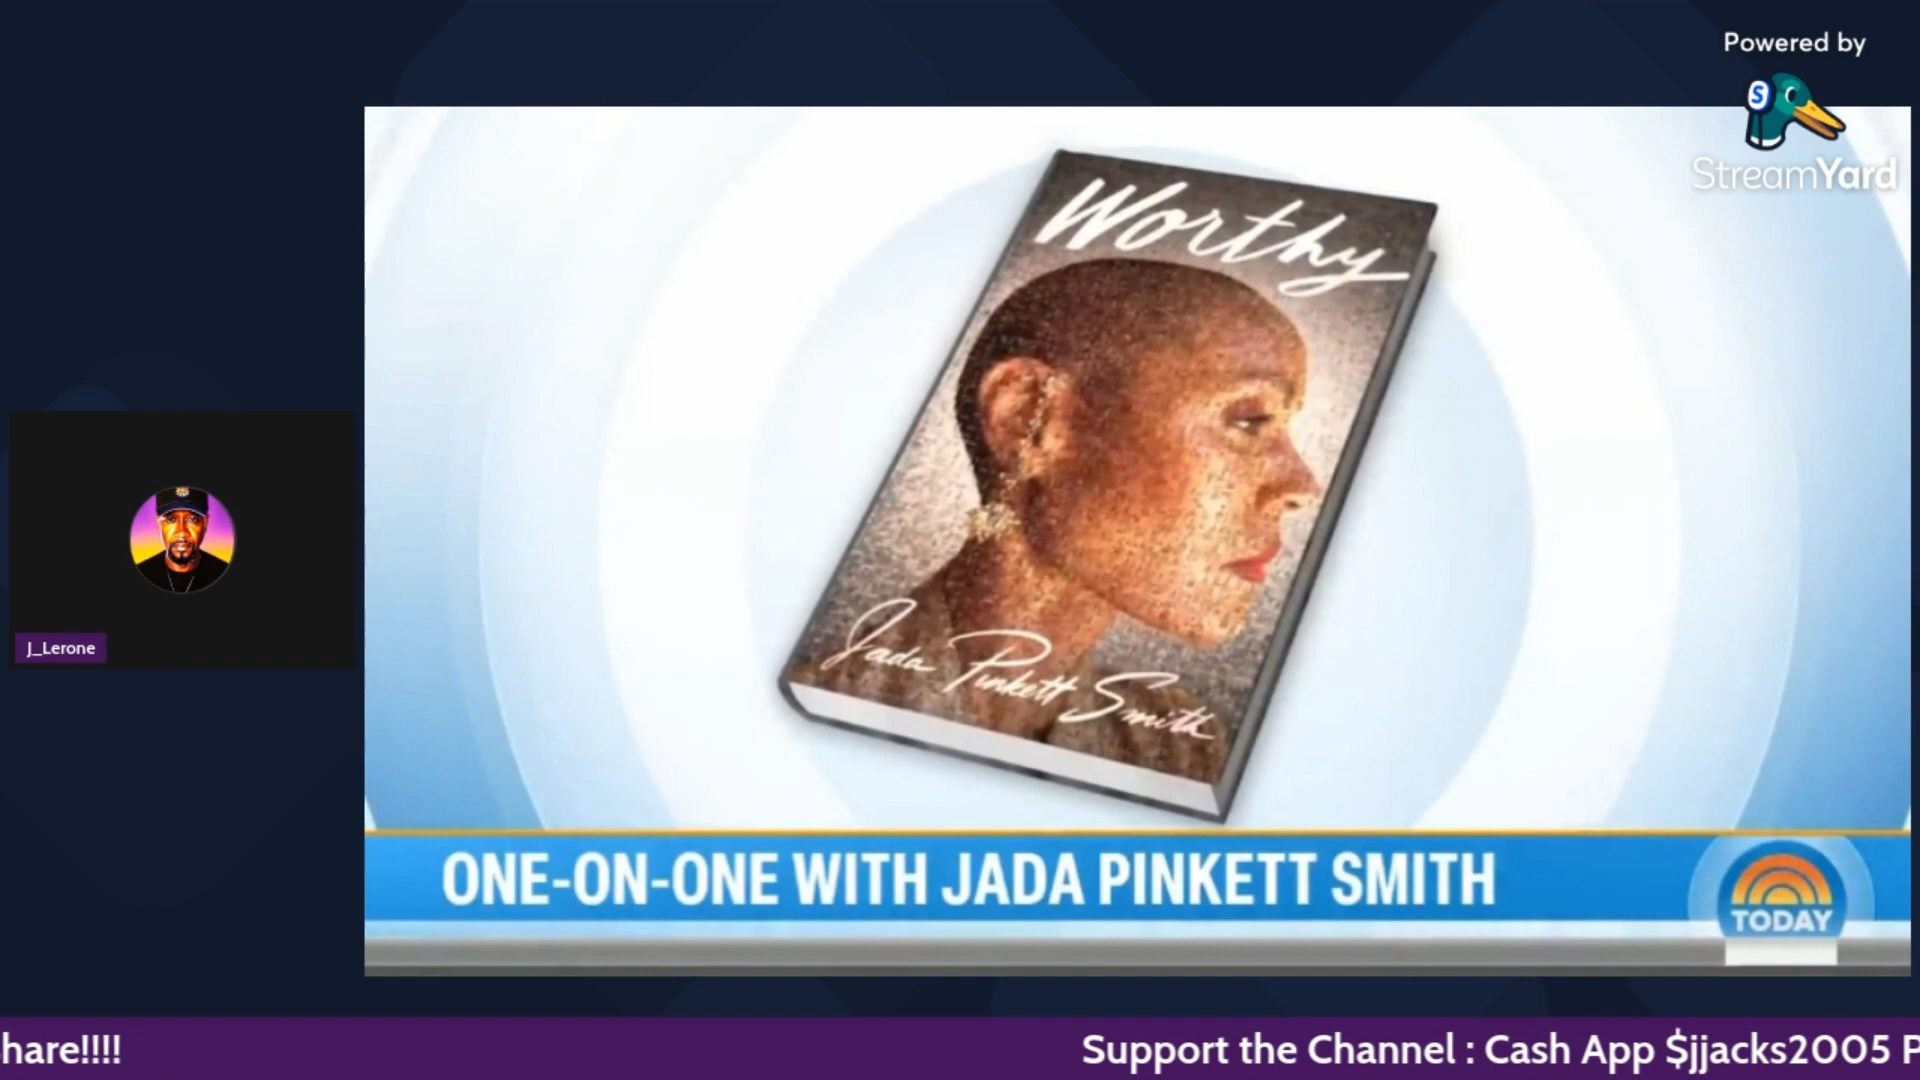 Powered by
S
StreamYard
Worthy
Jada Pinkett Smith
J_Lerone
ONE-ON-ONE WITH JADA PINKETT SMITH
TODAY
hare!!!!
Support the Channel : Cash App $jjacks2005 P